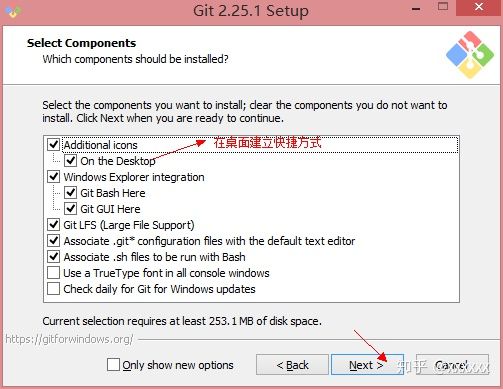 Git 2.25.1 Setup
Select Components
Which components should be installed?
Select the components you want to install; clear the components you do not want to
install. Click Next when you are ready to continue.
Additional icons
在桌面建立快捷方式
On the Desktop
Windows Explorer integration
Git Bash Here
Git GUI Here
Git LFS (Large File Support)
Associate .git* configuration files with the default text editor
Associate .sh files to be run with Bash
Use a TrueType font in all console windows
Check daily for Git for Windows updates
Current selection requires at least 253.1 MB of disk space.
https://gitforwindows.org/
Only show new options
< Back
Next >
Cancel
知乎